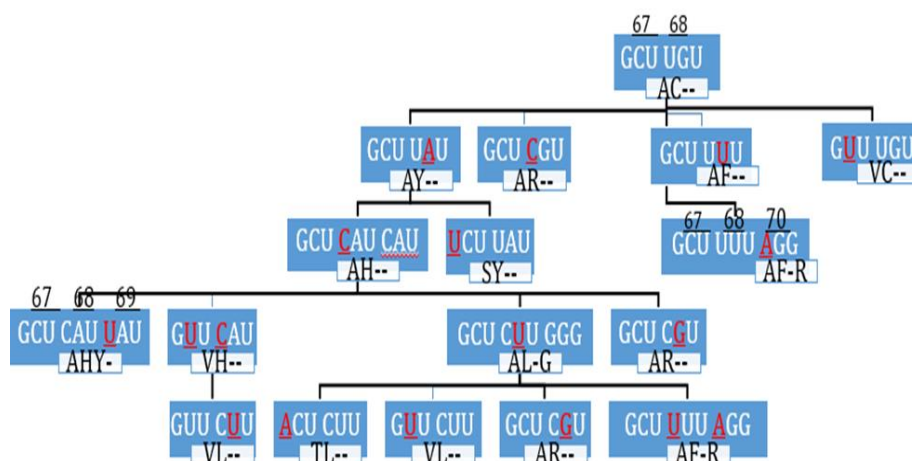 67 68
GCU UGU
AC--
GCU UAU
AY--
GCU CGU
AR--
GCU UUU
AF--
GUU UGU
VC--
GCU CAU CAU
AH--
UCU UAU
SY--
67 68 70
GCU UUU AGG
AF-R
67 68 69
GCU CAU UAU
AHY-
GUU CAU
VH--
GCU CUU GGG
AL-G
GCU CGU
AR--
GUU CUU
VL--
ACU CUU
TL--
GUU CUU
VL--
GCU CGU
AR--
GCU UUU AGG
AF-R